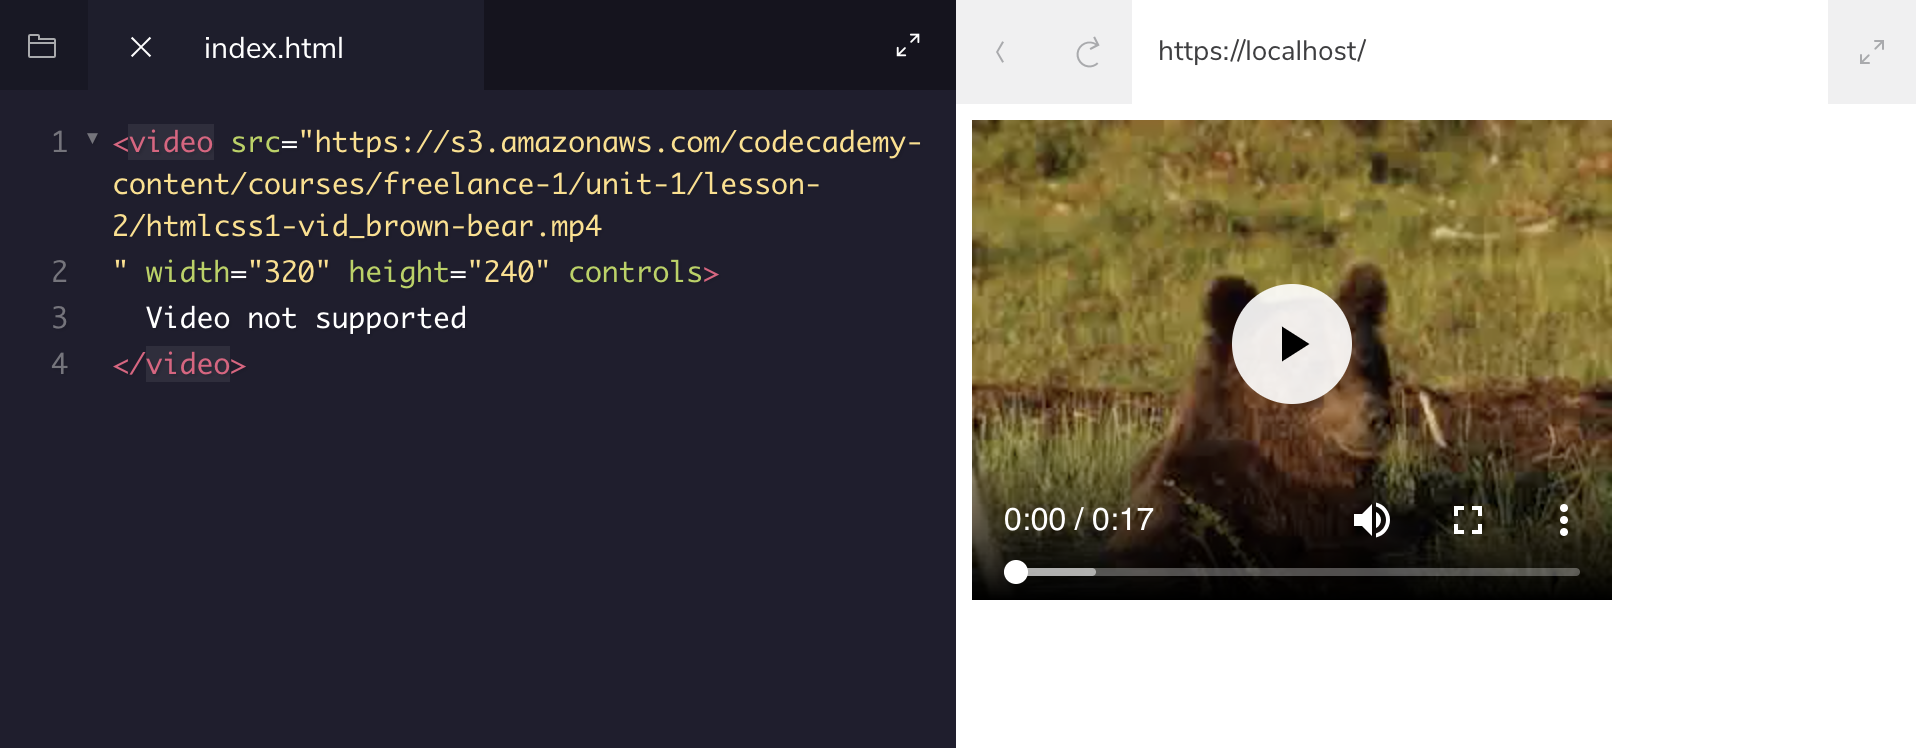 index.html
https://localhost/
1 <video src="https://s3.amazonaws.com/codecademy-
content/courses/freelance-1/unit-1/lesson-
2/htmlcss1-vid_brown-bear.mp4
2 " width="320" height="240" controls>
3 Video not supported
4 </video>
0:00 / 0:17